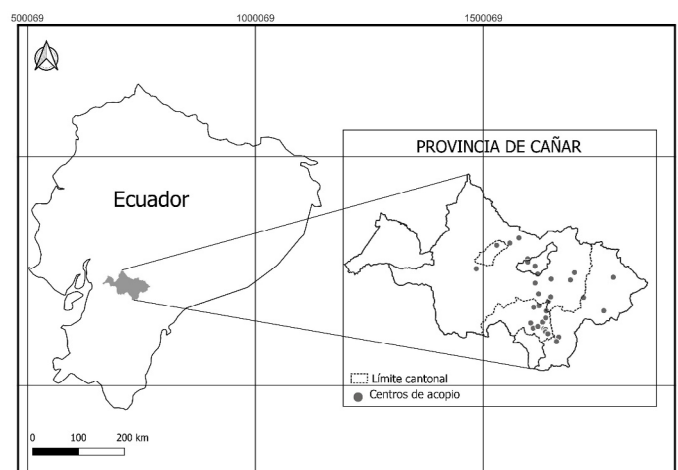 500069 1000069 1500069
PROVINCIA DE CAÑAR
Ecuador
Límite cantonal
Centros de acopio
0 100 200 km